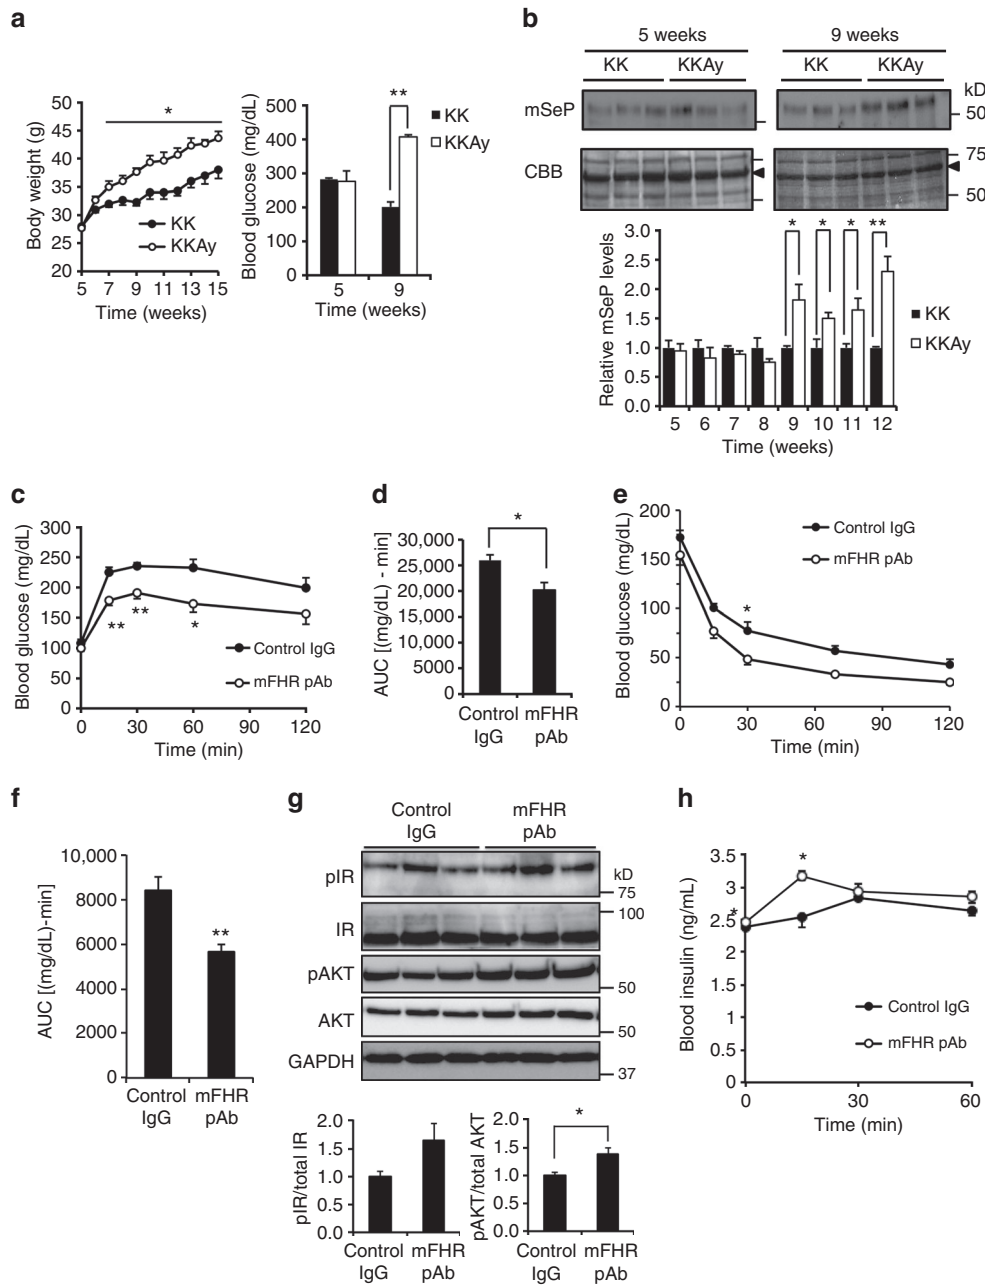 a
Body weight (g)
50
45
40
35
30
25
20
*
KK
KKAy
5 7 9 11 13 15
Time (weeks)
Blood glucose (mg/dL)
500
400
300
200
100
0
**
KK
KKAy
5 9
Time (weeks)
b
5 weeks 9 weeks
KK KKAy KK KKAy
kD
mSeP
50
CBB
75
50
Relative mSeP levels
3.0
2.5
2.0
1.5
1.0
0.5
0.0
* * * **
KK
KKAy
5 6 7 8 9 10 11 12
Time (weeks)
c
Blood glucose (mg/dL)
300
250
200
150
100
50
0
** ** *
Control IgG
mFHR pAb
0 30 60 90 120
Time (min)
d
AUC [(mg/dL) - min]
30,000
25,000
20,000
15,000
10,000
5000
0
*
Control mFHR
IgG pAb
e
Blood glucose (mg/dL)
200
150
100
50
0
*
Control IgG
mFHR pAb
0 30 60 90 120
Time (min)
f
AUC [(mg/dL)-min]
10,000
8000
6000
4000
2000
0
**
Control mFHR
IgG pAb
g
Control mFHR
IgG pAb
kD
pIR
75
100
IR
pAKT
50
AKT
50
GAPDH
37
pIR/total IR
2.0
1.5
1.0
0.5
0.0
Control mFHR
IgG pAb
pAKT/total AKT
2.0
1.5
1.0
0.5
0
*
Control mFHR
IgG pAb
h
Blood insulin (ng/mL)
3.5
3
2.5
2
1.5
1
0.5
0
*
*
Control IgG
mFHR pAb
0 30 60
Time (min)